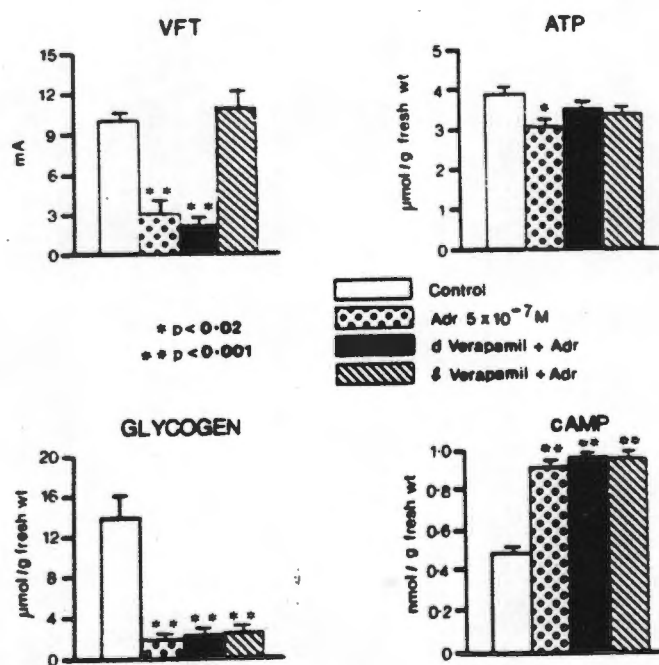 VFT
15
12
9
6
3
0
mA
* *
* *
ATP
5
4
3
2
1
0
μmol/g fresh wt
*
* p < 0·02
** p < 0·001
Control
Adr 5 x 10⁻⁷M
d Verapamil + Adr
ℓ Verapamil + Adr
GLYCOGEN
20
16
12
8
4
0
μmol/g fresh wt
* *
* *
* *
cAMP
1·0
0·8
0·6
0·4
0·2
0
nmol / g fresh wt
**
**
**